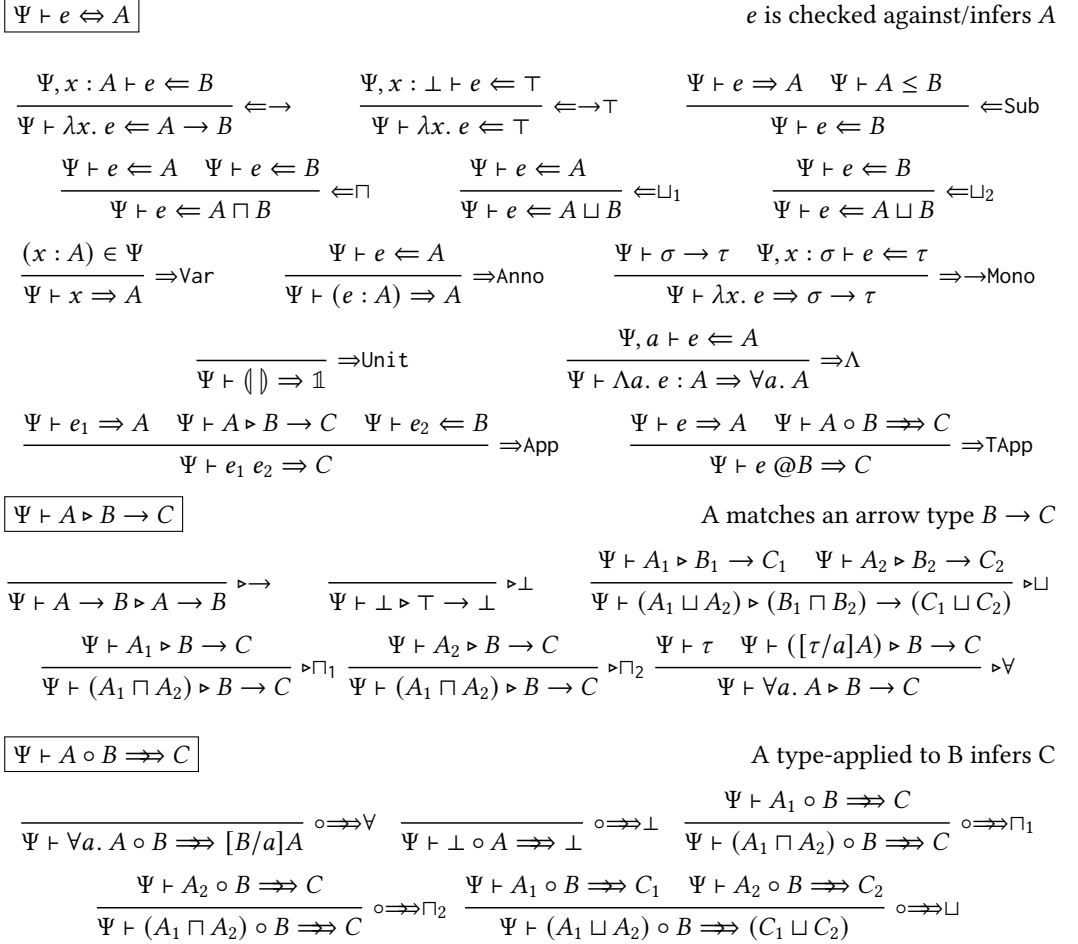 Ψ ⊢ e ⇔ A e is checked against/infers A
Ψ, x : A ⊢ e ⇐ B Ψ, x : ⊥ ⊢ e ⇐ ⊤ Ψ ⊢ e ⇒ A Ψ ⊢ A ≤ B
⇐→ ⇐→⊤ ⇐Sub
Ψ ⊢ λx. e ⇐ A → B Ψ ⊢ λx. e ⇐ ⊤ Ψ ⊢ e ⇐ B
Ψ ⊢ e ⇐ A Ψ ⊢ e ⇐ B Ψ ⊢ e ⇐ A Ψ ⊢ e ⇐ B
⇐⊓ ⇐⊔₁ ⇐⊔₂
Ψ ⊢ e ⇐ A ⊓ B Ψ ⊢ e ⇐ A ⊔ B Ψ ⊢ e ⇐ A ⊔ B
(x : A) ∈ Ψ Ψ ⊢ e ⇐ A Ψ ⊢ σ → τ Ψ, x : σ ⊢ e ⇐ τ
⇒Var ⇒Anno ⇒→Mono
Ψ ⊢ x ⇒ A Ψ ⊢ (e : A) ⇒ A Ψ ⊢ λx. e ⇒ σ → τ
Ψ, a ⊢ e ⇐ A
⇒Unit ⇒Λ
Ψ ⊢ ⦇⦈ ⇒ 𝟙 Ψ ⊢ Λa. e : A ⇒ ∀a. A
Ψ ⊢ e₁ ⇒ A Ψ ⊢ A ▹ B → C Ψ ⊢ e₂ ⇐ B Ψ ⊢ e ⇒ A Ψ ⊢ A ∘ B ⇒⇒ C
⇒App ⇒TApp
Ψ ⊢ e₁ e₂ ⇒ C Ψ ⊢ e @B ⇒ C
Ψ ⊢ A ▹ B → C A matches an arrow type B → C
Ψ ⊢ A₁ ▹ B₁ → C₁ Ψ ⊢ A₂ ▹ B₂ → C₂
▹→ ▹⊥ ▹⊔
Ψ ⊢ A → B ▹ A → B Ψ ⊢ ⊥ ▹ ⊤ → ⊥ Ψ ⊢ (A₁ ⊔ A₂) ▹ (B₁ ⊓ B₂) → (C₁ ⊔ C₂)
Ψ ⊢ A₁ ▹ B → C Ψ ⊢ A₂ ▹ B → C Ψ ⊢ τ Ψ ⊢ ([τ/a]A) ▹ B → C
▹⊓₁ ▹⊓₂ ▹∀
Ψ ⊢ (A₁ ⊓ A₂) ▹ B → C Ψ ⊢ (A₁ ⊓ A₂) ▹ B → C Ψ ⊢ ∀a. A ▹ B → C
Ψ ⊢ A ∘ B ⇒⇒ C A type-applied to B infers C
Ψ ⊢ A₁ ∘ B ⇒⇒ C
∘⇒⇒∀ ∘⇒⇒⊥ ∘⇒⇒⊓₁
Ψ ⊢ ∀a. A ∘ B ⇒⇒ [B/a]A Ψ ⊢ ⊥ ∘ A ⇒⇒ ⊥ Ψ ⊢ (A₁ ⊓ A₂) ∘ B ⇒⇒ C
Ψ ⊢ A₂ ∘ B ⇒⇒ C Ψ ⊢ A₁ ∘ B ⇒⇒ C₁ Ψ ⊢ A₂ ∘ B ⇒⇒ C₂
∘⇒⇒⊓₂ ∘⇒⇒⊔
Ψ ⊢ (A₁ ⊓ A₂) ∘ B ⇒⇒ C Ψ ⊢ (A₁ ⊔ A₂) ∘ B ⇒⇒ (C₁ ⊔ C₂)